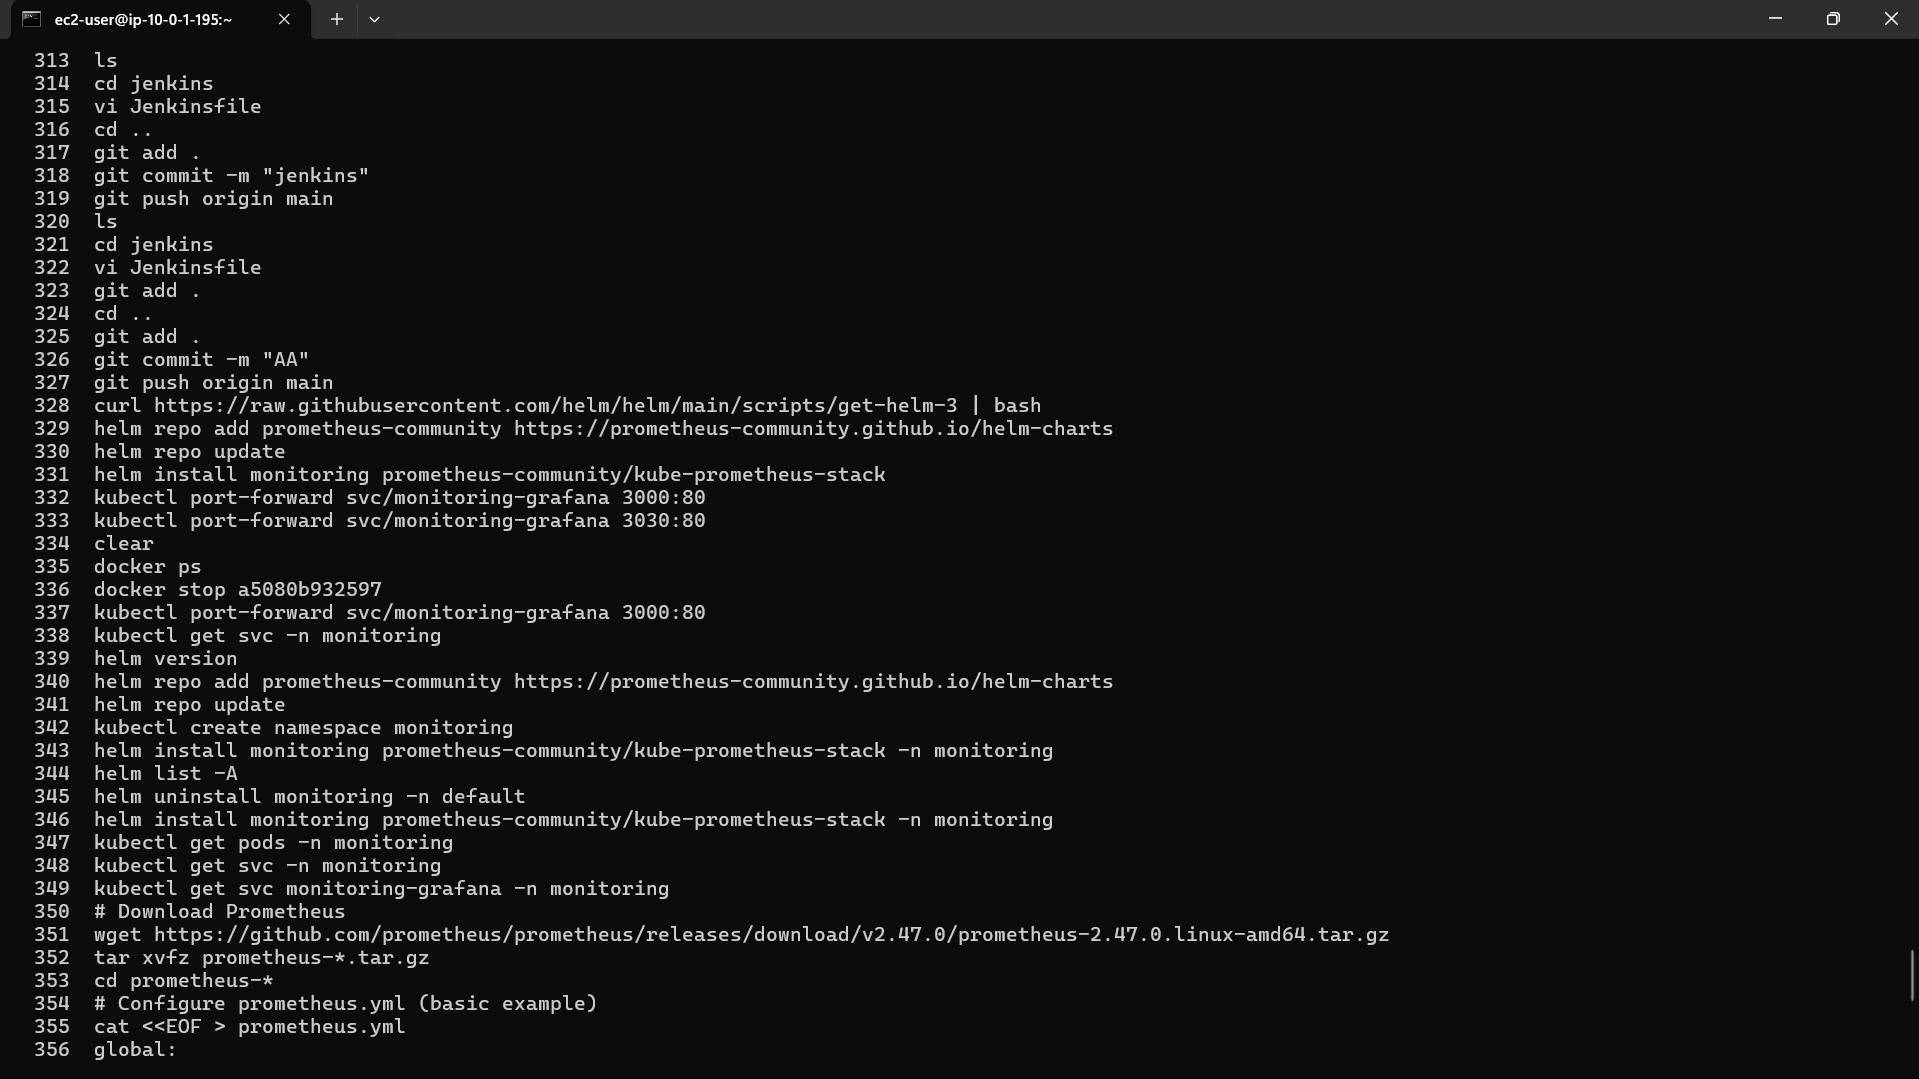 ec2-user@ip-10-0-1-195:~
313 ls
314 cd jenkins
315 vi Jenkinsfile
316 cd ..
317 git add .
318 git commit -m "jenkins"
319 git push origin main
320 ls
321 cd jenkins
322 vi Jenkinsfile
323 git add .
324 cd ..
325 git add .
326 git commit -m "AA"
327 git push origin main
328 curl https://raw.githubusercontent.com/helm/helm/main/scripts/get-helm-3 | bash
329 helm repo add prometheus-community https://prometheus-community.github.io/helm-charts
330 helm repo update
331 helm install monitoring prometheus-community/kube-prometheus-stack
332 kubectl port-forward svc/monitoring-grafana 3000:80
333 kubectl port-forward svc/monitoring-grafana 3030:80
334 clear
335 docker ps
336 docker stop a5080b932597
337 kubectl port-forward svc/monitoring-grafana 3000:80
338 kubectl get svc -n monitoring
339 helm version
340 helm repo add prometheus-community https://prometheus-community.github.io/helm-charts
341 helm repo update
342 kubectl create namespace monitoring
343 helm install monitoring prometheus-community/kube-prometheus-stack -n monitoring
344 helm list -A
345 helm uninstall monitoring -n default
346 helm install monitoring prometheus-community/kube-prometheus-stack -n monitoring
347 kubectl get pods -n monitoring
348 kubectl get svc -n monitoring
349 kubectl get svc monitoring-grafana -n monitoring
350 # Download Prometheus
351 wget https://github.com/prometheus/prometheus/releases/download/v2.47.0/prometheus-2.47.0.linux-amd64.tar.gz
352 tar xvfz prometheus-*.tar.gz
353 cd prometheus-*
354 # Configure prometheus.yml (basic example)
355 cat <<EOF > prometheus.yml
356 global: